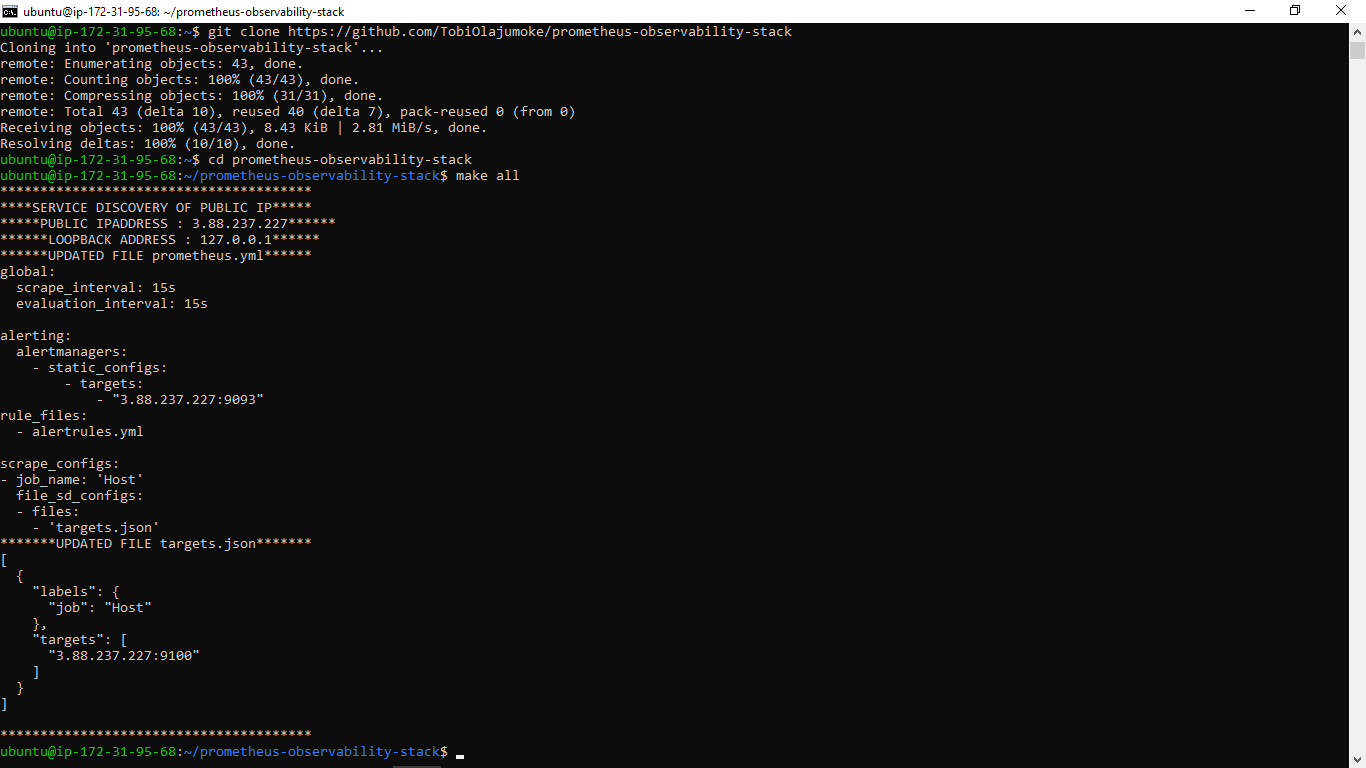 ubuntu@ip-172-31-95-68: ~/prometheus-observability-stack
ubuntu@ip-172-31-95-68:~$ git clone https://github.com/TobiOlajumoke/prometheus-observability-stack
Cloning into 'prometheus-observability-stack'...
remote: Enumerating objects: 43, done.
remote: Counting objects: 100% (43/43), done.
remote: Compressing objects: 100% (31/31), done.
remote: Total 43 (delta 10), reused 40 (delta 7), pack-reused 0 (from 0)
Receiving objects: 100% (43/43), 8.43 KiB | 2.81 MiB/s, done.
Resolving deltas: 100% (10/10), done.
ubuntu@ip-172-31-95-68:~$ cd prometheus-observability-stack
ubuntu@ip-172-31-95-68:~/prometheus-observability-stack$ make all
***************************************
****SERVICE DISCOVERY OF PUBLIC IP*****
*****PUBLIC IPADDRESS : 3.88.237.227******
******LOOPBACK ADDRESS : 127.0.0.1******
******UPDATED FILE prometheus.yml******
global:
  scrape_interval: 15s
  evaluation_interval: 15s

alerting:
  alertmanagers:
    - static_configs:
        - targets:
            - "3.88.237.227:9093"
rule_files:
  - alertrules.yml

scrape_configs:
- job_name: 'Host'
  file_sd_configs:
  - files:
    - 'targets.json'
*******UPDATED FILE targets.json*******
[
  {
    "labels": {
      "job": "Host"
    },
    "targets": [
      "3.88.237.227:9100"
    ]
  }
]

***************************************
ubuntu@ip-172-31-95-68:~/prometheus-observability-stack$